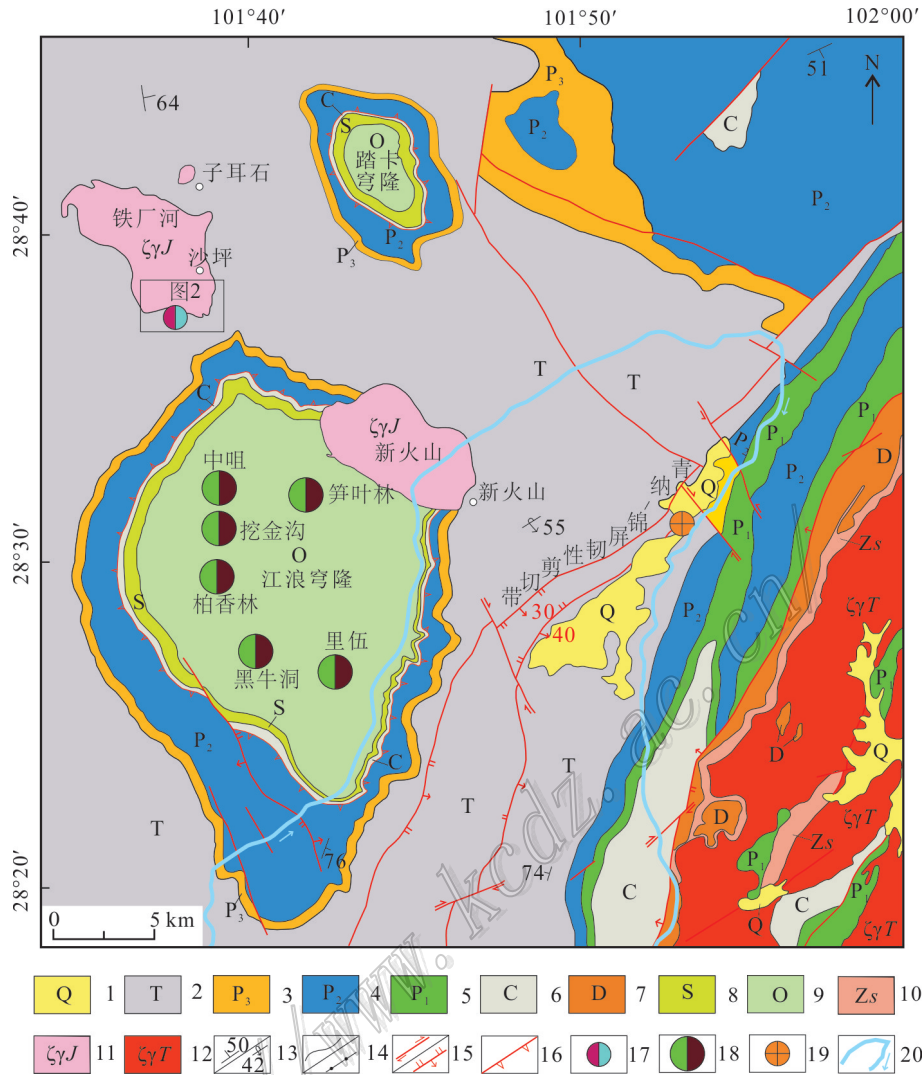 101°40′ 101°50′ 102°00′
28°40′
28°30′
28°20′
N
64
51
P₃
P₂
C
P₂
C
S
O
踏卡
穹隆
P₂
P₃
子耳石
铁厂河
ζγJ
沙坪
图2
T
T
C
ζγJ
新火山
新火山
中咀
笋叶林
挖金沟
O
江浪穹隆
柏香林
里伍
黑牛洞
S
S
P₂
C
T
P₃
76
55
青纳锦屏韧性剪切带
30
40
Q
Q
P
P₁
P₁
P₂
P₂
P₁
D
Zs
ζγT
P₁
Q
D
D
ζγT
Zs
P₁
C
P₁
Q
ζγT
T
T
74
C
0 5 km
www.kcdz.ac.cn/
Q 1 T 2 P₃ 3 P₂ 4 P₁ 5 C 6 D 7 S 8 O 9 Zs 10
ζγJ 11 ζγT 12 50 42 13 14 15 16 17 18 19 20